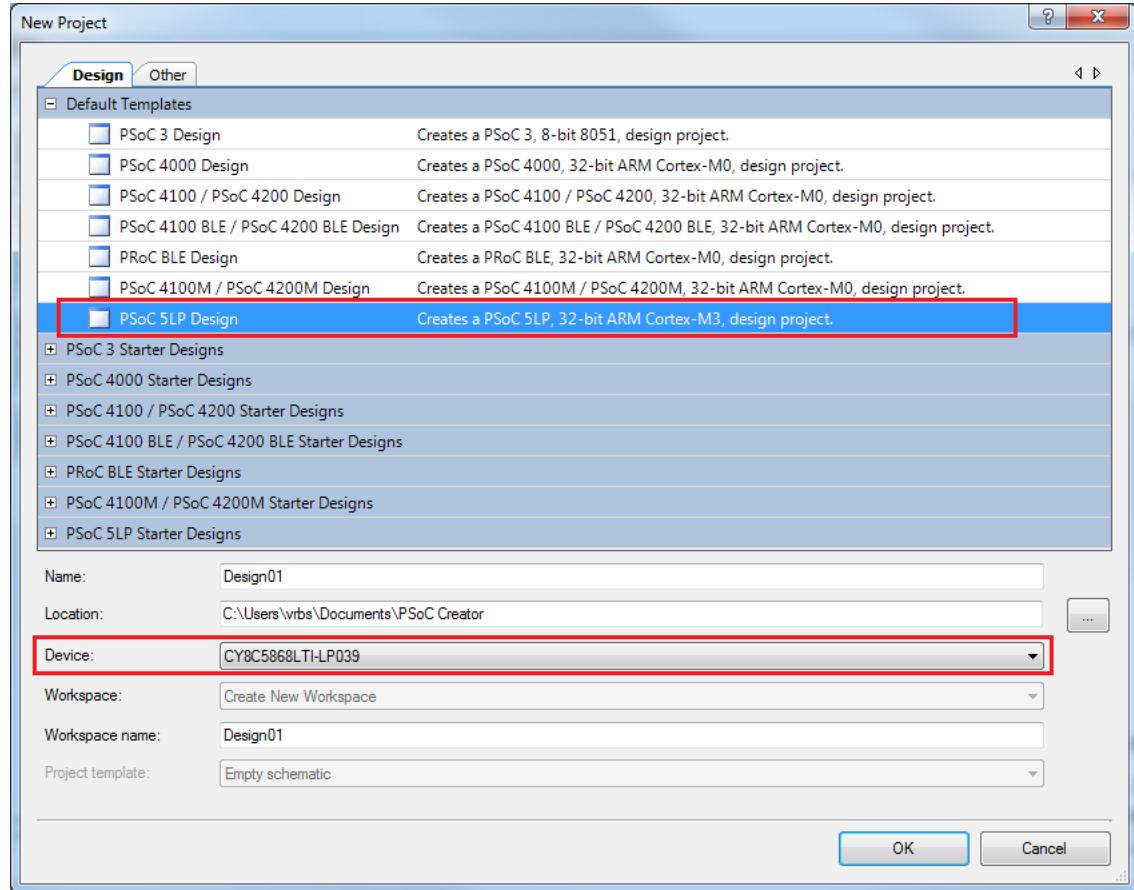 New Project
Design Other
Default Templates
PSoC 3 Design Creates a PSoC 3, 8-bit 8051, design project.
PSoC 4000 Design Creates a PSoC 4000, 32-bit ARM Cortex-M0, design project.
PSoC 4100 / PSoC 4200 Design Creates a PSoC 4100 / PSoC 4200, 32-bit ARM Cortex-M0, design project.
PSoC 4100 BLE / PSoC 4200 BLE Design Creates a PSoC 4100 BLE / PSoC 4200 BLE, 32-bit ARM Cortex-M0, design project.
PRoC BLE Design Creates a PRoC BLE, 32-bit ARM Cortex-M0, design project.
PSoC 4100M / PSoC 4200M Design Creates a PSoC 4100M / PSoC 4200M, 32-bit ARM Cortex-M0, design project.
PSoC 5LP Design Creates a PSoC 5LP, 32-bit ARM Cortex-M3, design project.
PSoC 3 Starter Designs
PSoC 4000 Starter Designs
PSoC 4100 / PSoC 4200 Starter Designs
PSoC 4100 BLE / PSoC 4200 BLE Starter Designs
PRoC BLE Starter Designs
PSoC 4100M / PSoC 4200M Starter Designs
PSoC 5LP Starter Designs
Name: Design01
Location: C:\Users\vrbs\Documents\PSoC Creator ...
Device: CY8C5868LTI-LP039
Workspace: Create New Workspace
Workspace name: Design01
Project template: Empty schematic
OK Cancel